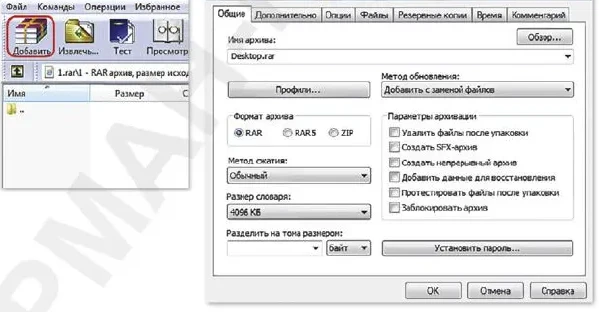 Файл Команды Операции Избранное
Добавить Извлечь... Тест Просмотр
1.rar\1 - RAR архив, размер исход
Имя Размер С
..
Общие Дополнительно Опции Файлы Резервные копии Время Комментарий
Имя архива: Обзор...
Desktop.rar
Метод обновления:
Профили... Добавить с заменой файлов
Формат архива Параметры архивации
RAR RAR5 ZIP Удалить файлы после упаковки
Создать SFX-архив
Метод сжатия: Создать непрерывный архив
Обычный Добавить данные для восстановления
Размер словаря: Протестировать файлы после упаковки
4096 КБ Заблокировать архив
Разделить на тома размером:
байт Установить пароль...
ОК Отмена Справка